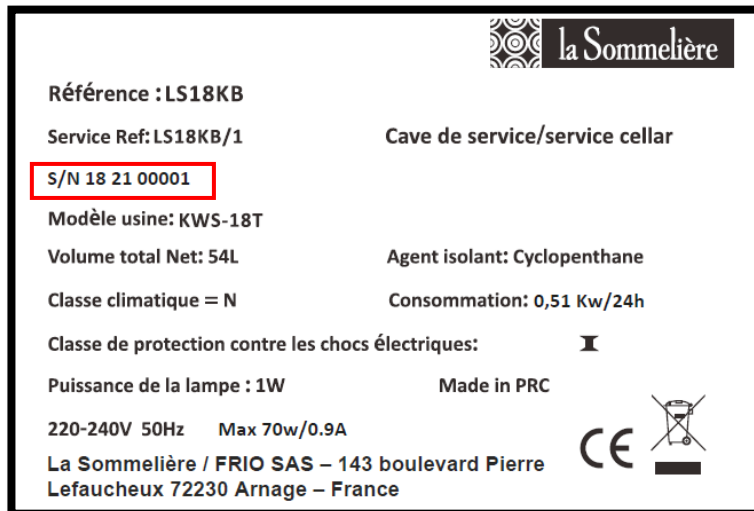 la Sommelière
Référence : LS18KB
Service Ref: LS18KB/1 Cave de service/service cellar
S/N 18 21 00001
Modèle usine: KWS-18T
Volume total Net: 54L Agent isolant: Cyclopenthane
Classe climatique = N Consommation: 0,51 Kw/24h
Classe de protection contre les chocs électriques: I
Puissance de la lampe : 1W Made in PRC
220-240V 50Hz Max 70w/0.9A
CE
La Sommelière / FRIO SAS – 143 boulevard Pierre
Lefaucheux 72230 Arnage – France